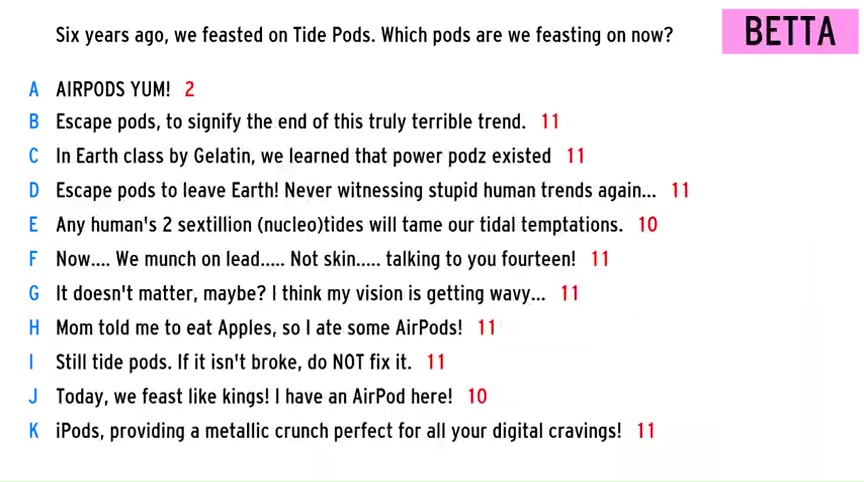 Six years ago, we feasted on Tide Pods. Which pods are we feasting on now?
BETTA
A AIRPODS YUM! 2
B Escape pods, to signify the end of this truly terrible trend. 11
C In Earth class by Gelatin, we learned that power podz existed 11
D Escape pods to leave Earth! Never witnessing stupid human trends again... 11
E Any human's 2 sextillion (nucleo)tides will tame our tidal temptations. 10
F Now.... We munch on lead..... Not skin..... talking to you fourteen! 11
G It doesn't matter, maybe? I think my vision is getting wavy... 11
H Mom told me to eat Apples, so I ate some AirPods! 11
I Still tide pods. If it isn't broke, do NOT fix it. 11
J Today, we feast like kings! I have an AirPod here! 10
K iPods, providing a metallic crunch perfect for all your digital cravings! 11